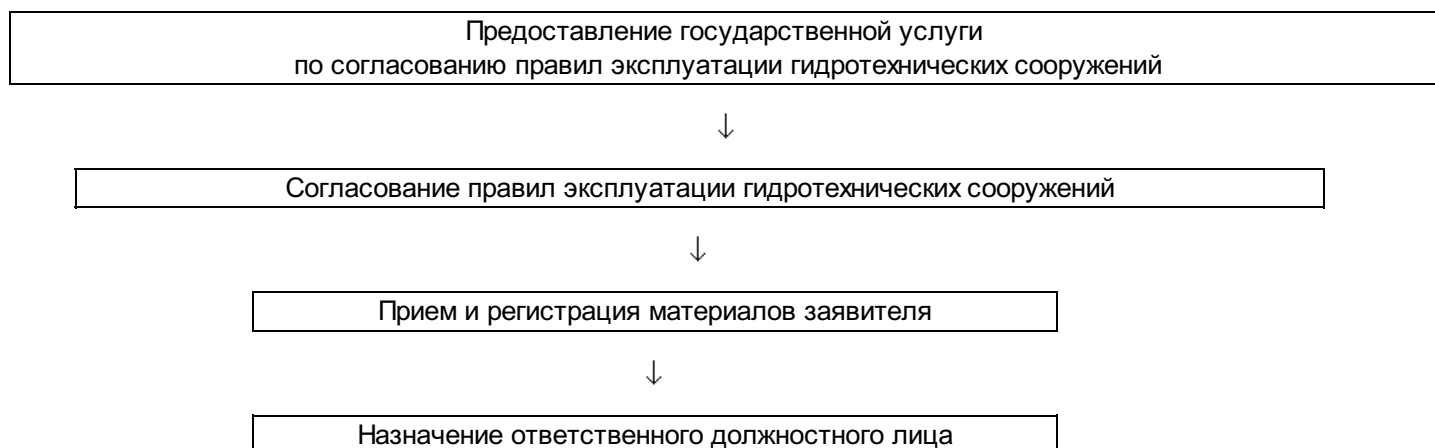 Предоставление государственной услуги
по согласованию правил эксплуатации гидротехнических сооружений
↓
Согласование правил эксплуатации гидротехнических сооружений
↓
Прием и регистрация материалов заявителя
↓
Назначение ответственного должностного лица